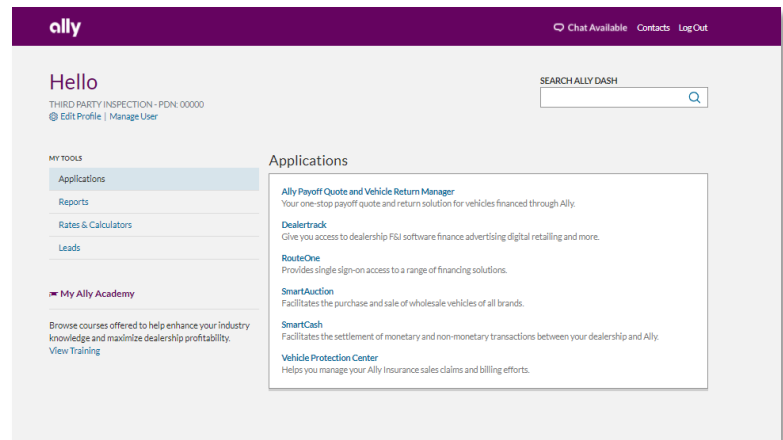 ally
Chat Available Contacts Log Out
Hello
THIRD PARTY INSPECTION - PDN: 00000
Edit Profile | Manage User
SEARCH ALLY DASH
MY TOOLS
Applications
Reports
Rates & Calculators
Leads
My Ally Academy
Browse courses offered to help enhance your industry
knowledge and maximize dealership profitability.
View Training
Applications
Ally Payoff Quote and Vehicle Return Manager
Your one-stop payoff quote and return solution for vehicles financed through Ally.
Dealertrack
Give you access to dealership F&I software finance advertising digital retailing and more.
RouteOne
Provides single sign-on access to a range of financing solutions.
SmartAuction
Facilitates the purchase and sale of wholesale vehicles of all brands.
SmartCash
Facilitates the settlement of monetary and non-monetary transactions between your dealership and Ally.
Vehicle Protection Center
Helps you manage your Ally Insurance sales claims and billing efforts.